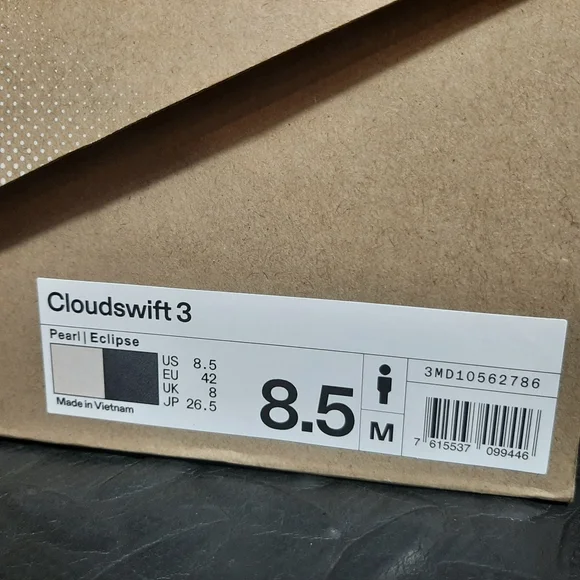 Cloudswift 3
Pearl | Eclipse
US 8.5
EU 42
UK 8
JP 26.5
Made in Vietnam
8.5
M
3MD10562786
7 615537 099446